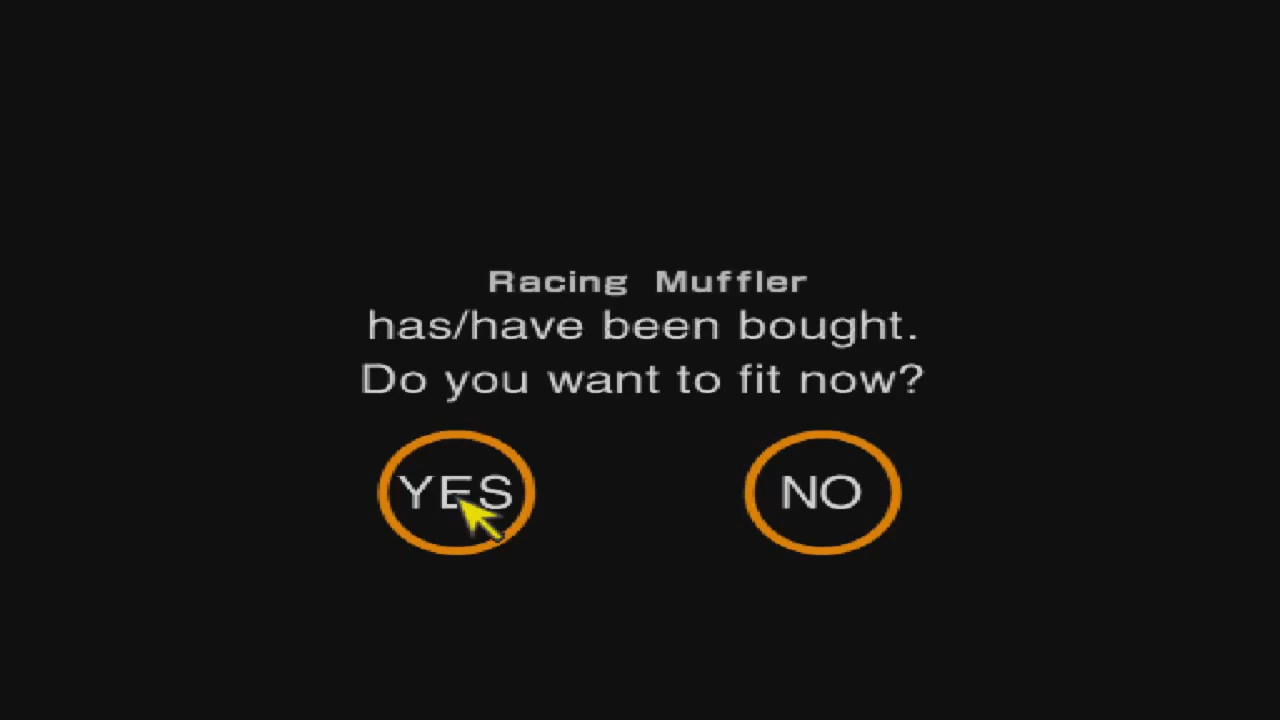 Racing Muffler
has/have been bought.
Do you want to fit now?
YES NO